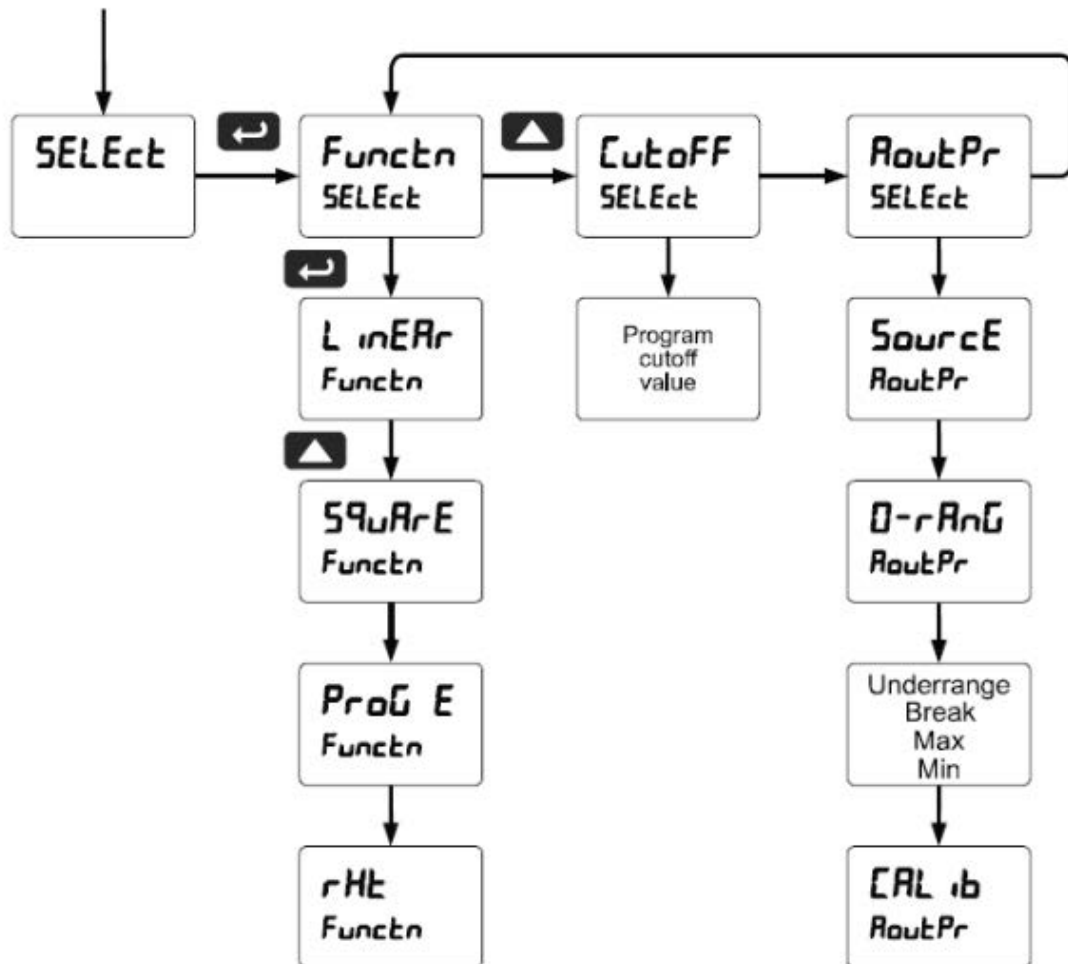 SELEct
Functn
SELEct
CutoFF
SELEct
AoutPr
SELEct
LinEAr
Functn
Program
cutoff
value
SourcE
AoutPr
SquArE
Functn
O-rAnG
AoutPr
ProG E
Functn
Underrange
Break
Max
Min
rHt
Functn
CALib
AoutPr